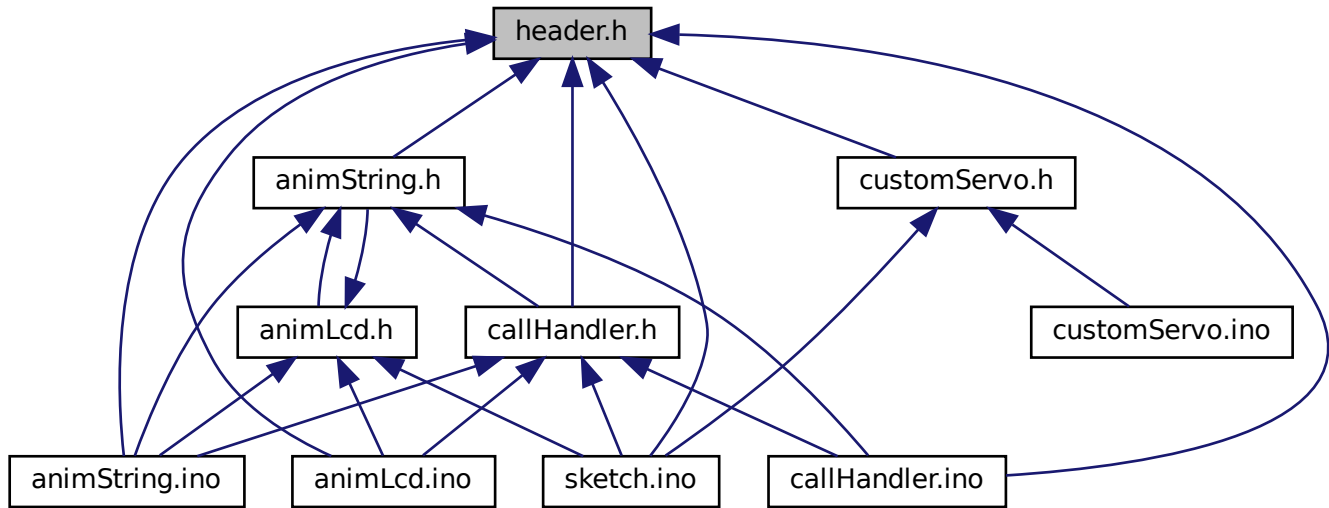 header.h
animString.h
customServo.h
animLcd.h
callHandler.h
customServo.ino
animString.ino
animLcd.ino
sketch.ino
callHandler.ino